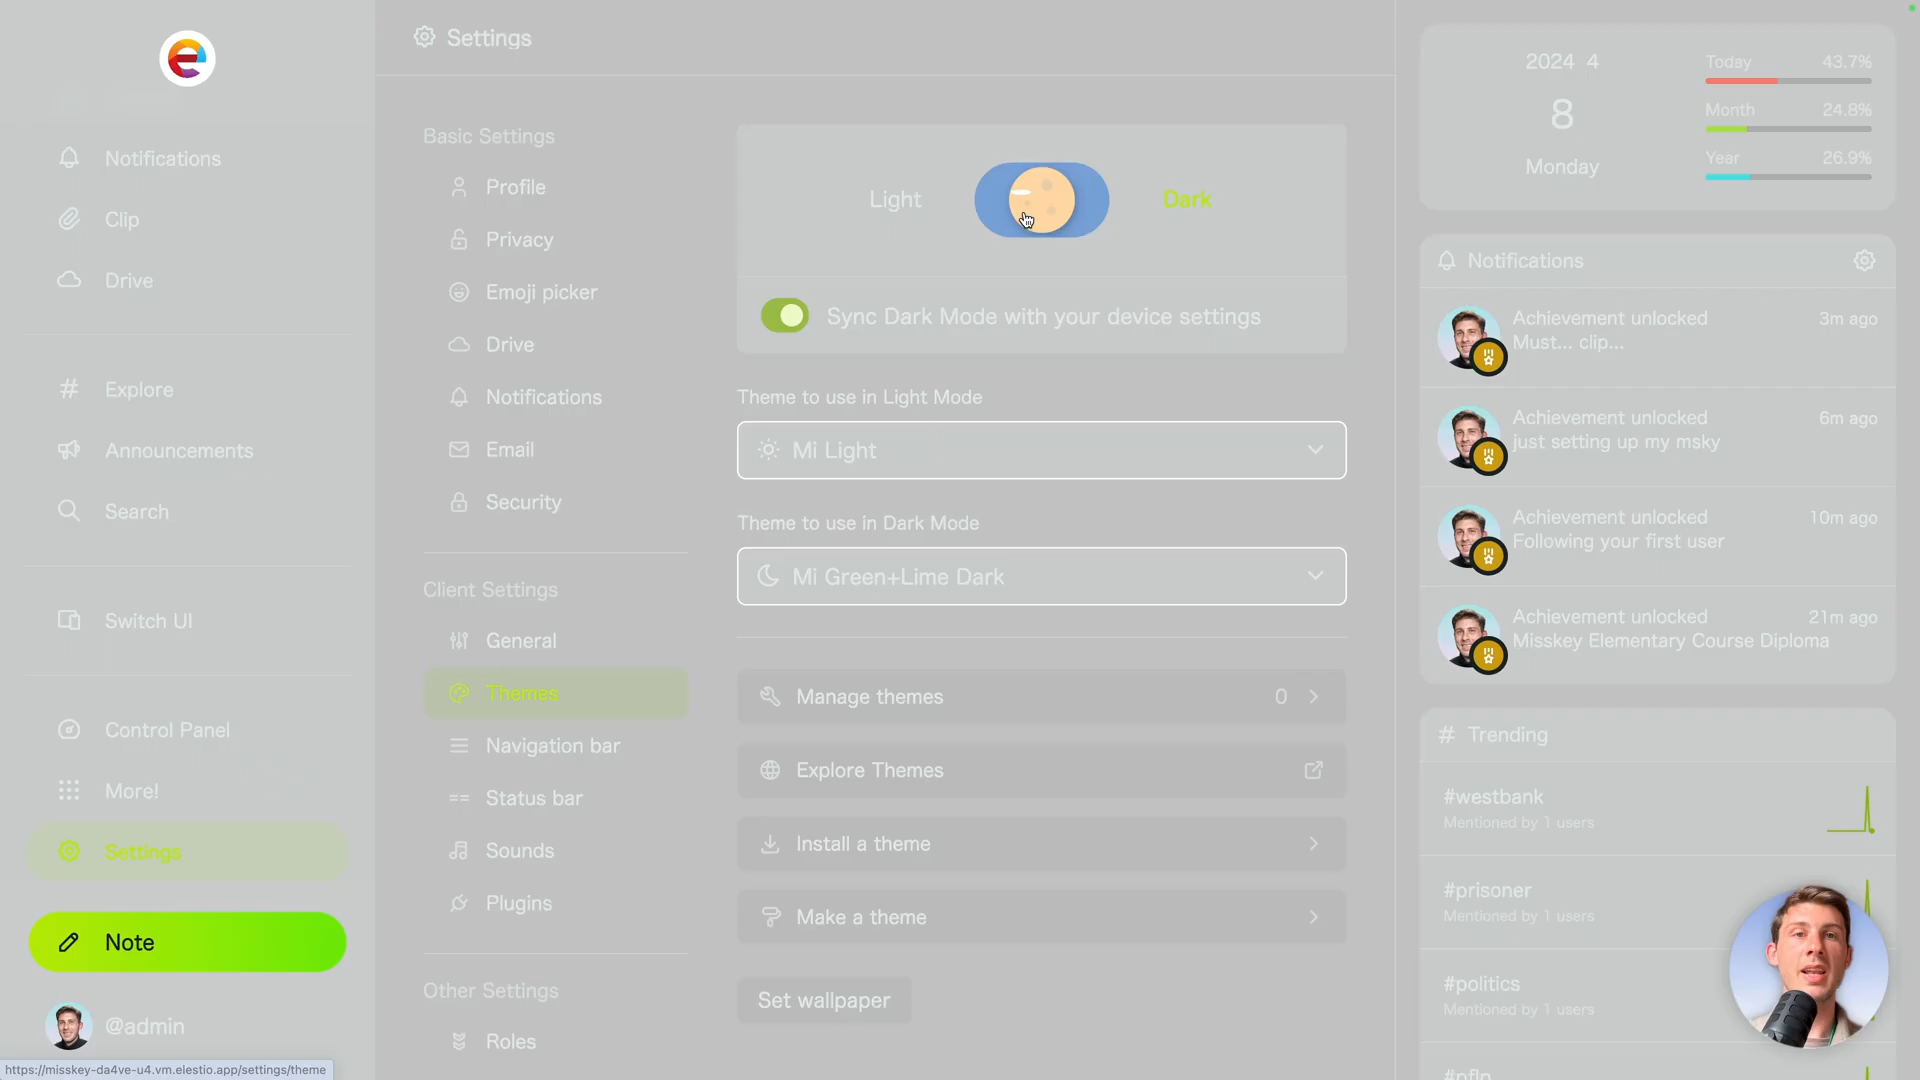 Notifications
Clip
Drive
Explore
Announcements
Search
Switch UI
Control Panel
More!
Settings
Note
@admin
https://misskey-da4ve-u4.vm.elestio.app/settings/theme
Settings
Basic Settings
Profile
Privacy
Emoji picker
Drive
Notifications
Email
Security
Client Settings
General
Themes
Navigation bar
Status bar
Sounds
Plugins
Other Settings
Roles
Light
Dark
Sync Dark Mode with your device settings
Theme to use in Light Mode
Mi Light
Theme to use in Dark Mode
Mi Green+Lime Dark
Manage themes 0
Explore Themes
Install a theme
Make a theme
Set wallpaper
2024 4
8
Monday
Today 43.7%
Month 24.8%
Year 26.9%
Notifications
Achievement unlocked 3m ago
Must... clip...
Achievement unlocked 6m ago
just setting up my msky
Achievement unlocked 10m ago
Following your first user
Achievement unlocked 21m ago
Misskey Elementary Course Diploma
# Trending
#westbank
Mentioned by 1 users
#prisoner
Mentioned by 1 users
#politics
Mentioned by 1 users